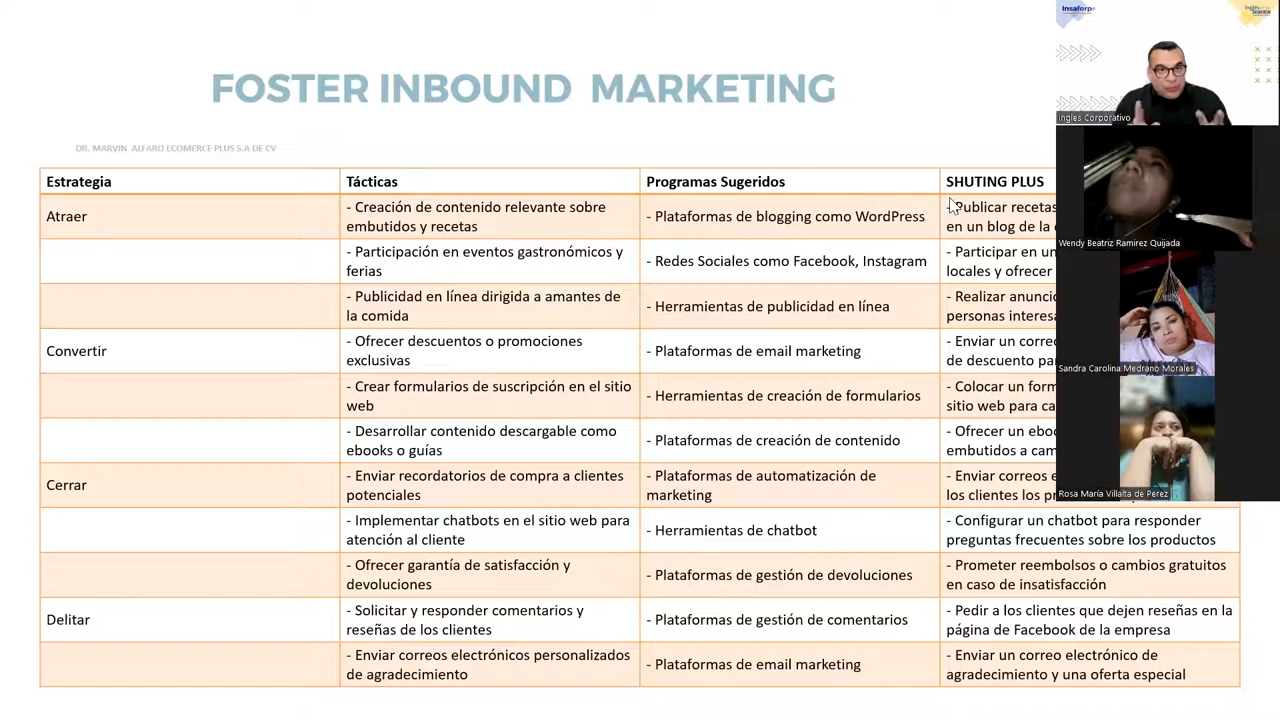 Insaforp
FOSTER INBOUND MARKETING
Ingles Corporativo
DR. MARVIN ALFARO ECOMERCE PLUS S.A DE CV
Estrategia
Tácticas
Programas Sugeridos
SHUTING PLUS
Atraer
- Creación de contenido relevante sobre
embutidos y recetas
- Plataformas de blogging como WordPress
- Publicar recetas
en un blog de la
Wendy Beatriz Ramirez Quijada
- Participación en eventos gastronómicos y
ferias
- Redes Sociales como Facebook, Instagram
- Participar en
locales y ofrecer
- Publicidad en línea dirigida a amantes de
la comida
- Herramientas de publicidad en línea
- Realizar
personas
Convertir
- Ofrecer descuentos o promociones
exclusivas
- Plataformas de email marketing
- Enviar un
de descuento
Sandra Carolina Medrano Morales
- Crear formularios de suscripción en el sitio
web
- Herramientas de creación de formularios
- Colocar un
sitio web para
- Desarrollar contenido descargable como
ebooks o guías
- Plataformas de creación de contenido
- Ofrecer un
embutidos a
Cerrar
- Enviar recordatorios de compra a clientes
potenciales
- Plataformas de automatización de
marketing
- Enviar correos
los clientes los
Rosa María Villalta de Perez
- Implementar chatbots en el sitio web para
atención al cliente
- Herramientas de chatbot
- Configurar un chatbot para responder
preguntas frecuentes sobre los productos
- Ofrecer garantía de satisfacción y
devoluciones
- Plataformas de gestión de devoluciones
- Prometer reembolsos o cambios gratuitos
en caso de insatisfacción
Delitar
- Solicitar y responder comentarios y
reseñas de los clientes
- Plataformas de gestión de comentarios
- Pedir a los clientes que dejen reseñas en la
página de Facebook de la empresa
- Enviar correos electrónicos personalizados
de agradecimiento
- Plataformas de email marketing
- Enviar un correo electrónico de
agradecimiento y una oferta especial